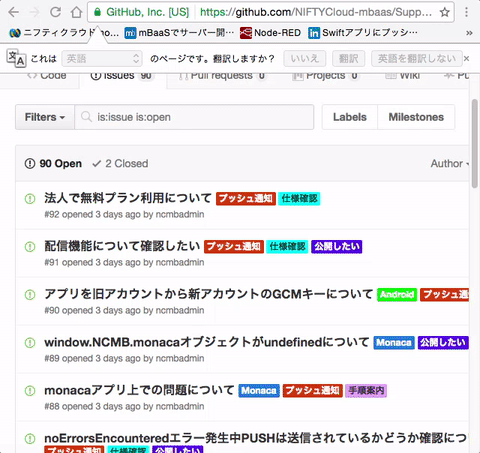 GitHub, Inc. [US] https://github.com/NIFTYCloud-mbaas/Supp…
ニフティクラウド mo… mBaaSでサーバー開… Node-RED Swiftアプリにプッシ…
これは 英語 のページです。翻訳しますか? いいえ 翻訳 英語を翻訳しない ×
Code Issues 90 Pull requests 0 Projects 0 Wiki
Filters is:issue is:open Labels Milestones
90 Open 2 Closed Author
法人で無料プラン利用について プッシュ通知 仕様確認
#92 opened 3 days ago by ncmbadmin
配信機能について確認したい プッシュ通知 仕様確認 公開したい
#91 opened 3 days ago by ncmbadmin
アプリを旧アカウントから新アカウントのGCMキーについて Android プッシュ通
#90 opened 3 days ago by ncmbadmin
window.NCMB.monacaオブジェクトがundefinedについて Monaca 公開したい
#89 opened 3 days ago by ncmbadmin
monacaアプリ上での問題について Monaca プッシュ通知 手順案内
#88 opened 3 days ago by ncmbadmin
noErrorsEncounteredエラー発生中PUSHは送信されているかどうか確認につ
プッシュ通知 仕様確認 公開したい